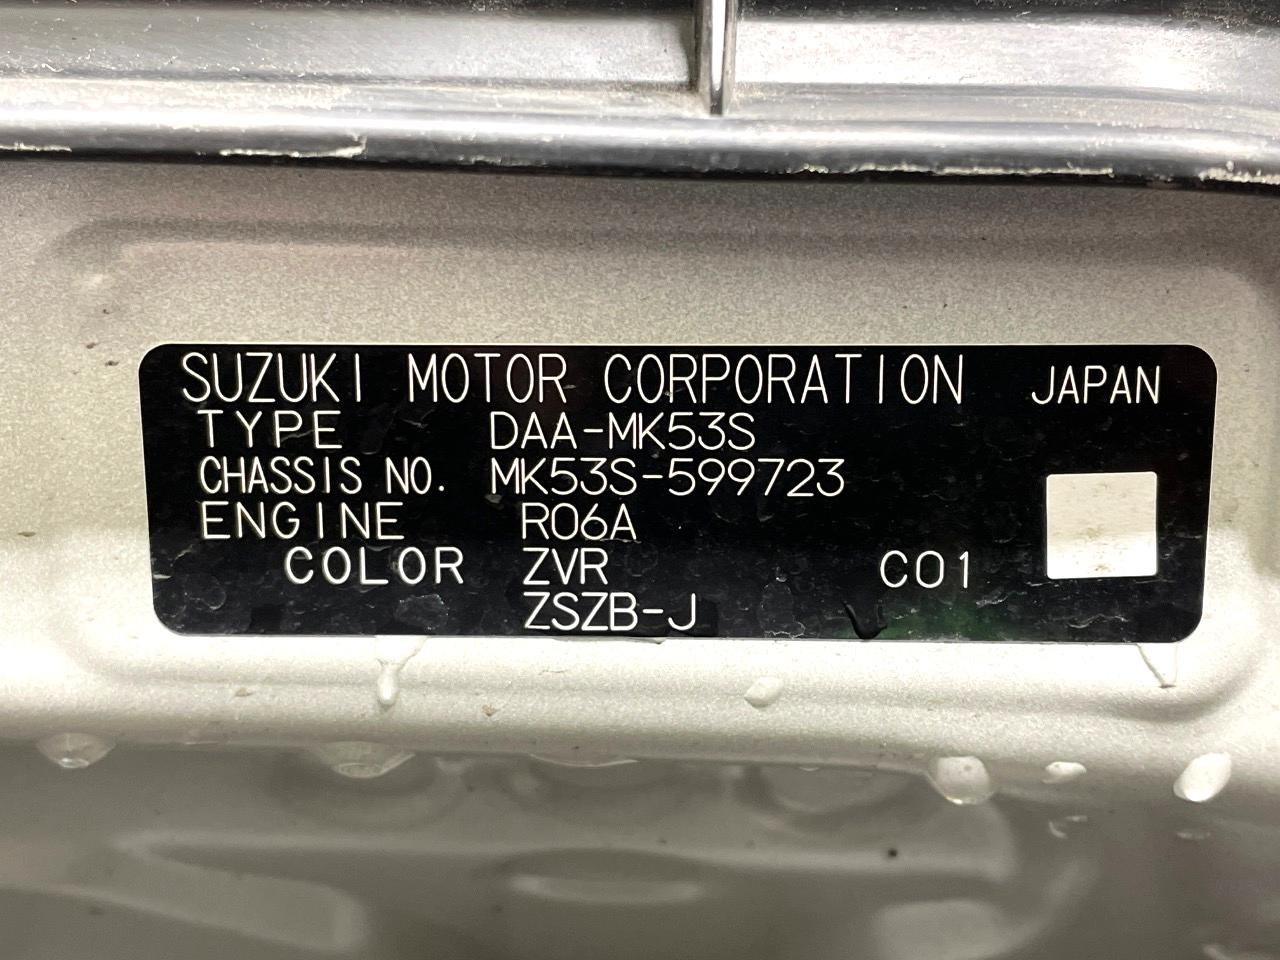 SUZUKI MOTOR CORPORATION JAPAN
TYPE DAA-MK53S
CHASSIS NO. MK53S-599723
ENGINE R06A
COLOR ZVR C01
ZSZB-J